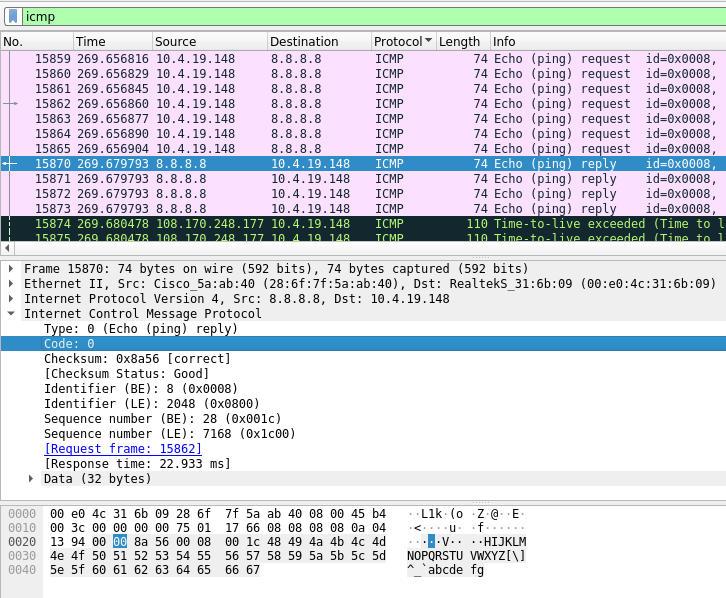 icmp
No. Time Source Destination Protocol Length Info
15859 269.656816 10.4.19.148 8.8.8.8 ICMP 74 Echo (ping) request id=0x0008,
15860 269.656829 10.4.19.148 8.8.8.8 ICMP 74 Echo (ping) request id=0x0008,
15861 269.656845 10.4.19.148 8.8.8.8 ICMP 74 Echo (ping) request id=0x0008,
15862 269.656860 10.4.19.148 8.8.8.8 ICMP 74 Echo (ping) request id=0x0008,
15863 269.656877 10.4.19.148 8.8.8.8 ICMP 74 Echo (ping) request id=0x0008,
15864 269.656890 10.4.19.148 8.8.8.8 ICMP 74 Echo (ping) request id=0x0008,
15865 269.656904 10.4.19.148 8.8.8.8 ICMP 74 Echo (ping) request id=0x0008,
15870 269.679793 8.8.8.8 10.4.19.148 ICMP 74 Echo (ping) reply id=0x0008,
15871 269.679793 8.8.8.8 10.4.19.148 ICMP 74 Echo (ping) reply id=0x0008,
15872 269.679793 8.8.8.8 10.4.19.148 ICMP 74 Echo (ping) reply id=0x0008,
15873 269.679793 8.8.8.8 10.4.19.148 ICMP 74 Echo (ping) reply id=0x0008,
15874 269.680478 108.170.248.177 10.4.19.148 ICMP 110 Time-to-live exceeded (Time to l
15875 269.680478 108.170.248.177 10.4.19.148 ICMP 110 Time-to-live exceeded (Time to l
Frame 15870: 74 bytes on wire (592 bits), 74 bytes captured (592 bits)
Ethernet II, Src: Cisco_5a:ab:40 (28:6f:7f:5a:ab:40), Dst: RealtekS_31:6b:09 (00:e0:4c:31:6b:09)
Internet Protocol Version 4, Src: 8.8.8.8, Dst: 10.4.19.148
Internet Control Message Protocol
Type: 0 (Echo (ping) reply)
Code: 0
Checksum: 0x8a56 [correct]
[Checksum Status: Good]
Identifier (BE): 8 (0x0008)
Identifier (LE): 2048 (0x0800)
Sequence number (BE): 28 (0x001c)
Sequence number (LE): 7168 (0x1c00)
[Request frame: 15862]
[Response time: 22.933 ms]
Data (32 bytes)
0000 00 e0 4c 31 6b 09 28 6f 7f 5a ab 40 08 00 45 b4 ··L1k·(o ·Z·@··E·
0010 00 3c 00 00 00 00 75 01 17 66 08 08 08 08 0a 04 ·<····u· ·f······
0020 13 94 00 00 8a 56 00 08 00 1c 48 49 4a 4b 4c 4d ·····V·· ··HIJKLM
0030 4e 4f 50 51 52 53 54 55 56 57 58 59 5a 5b 5c 5d NOPQRSTU VWXYZ[\]
0040 5e 5f 60 61 62 63 64 65 66 67 ^_`abcde fg